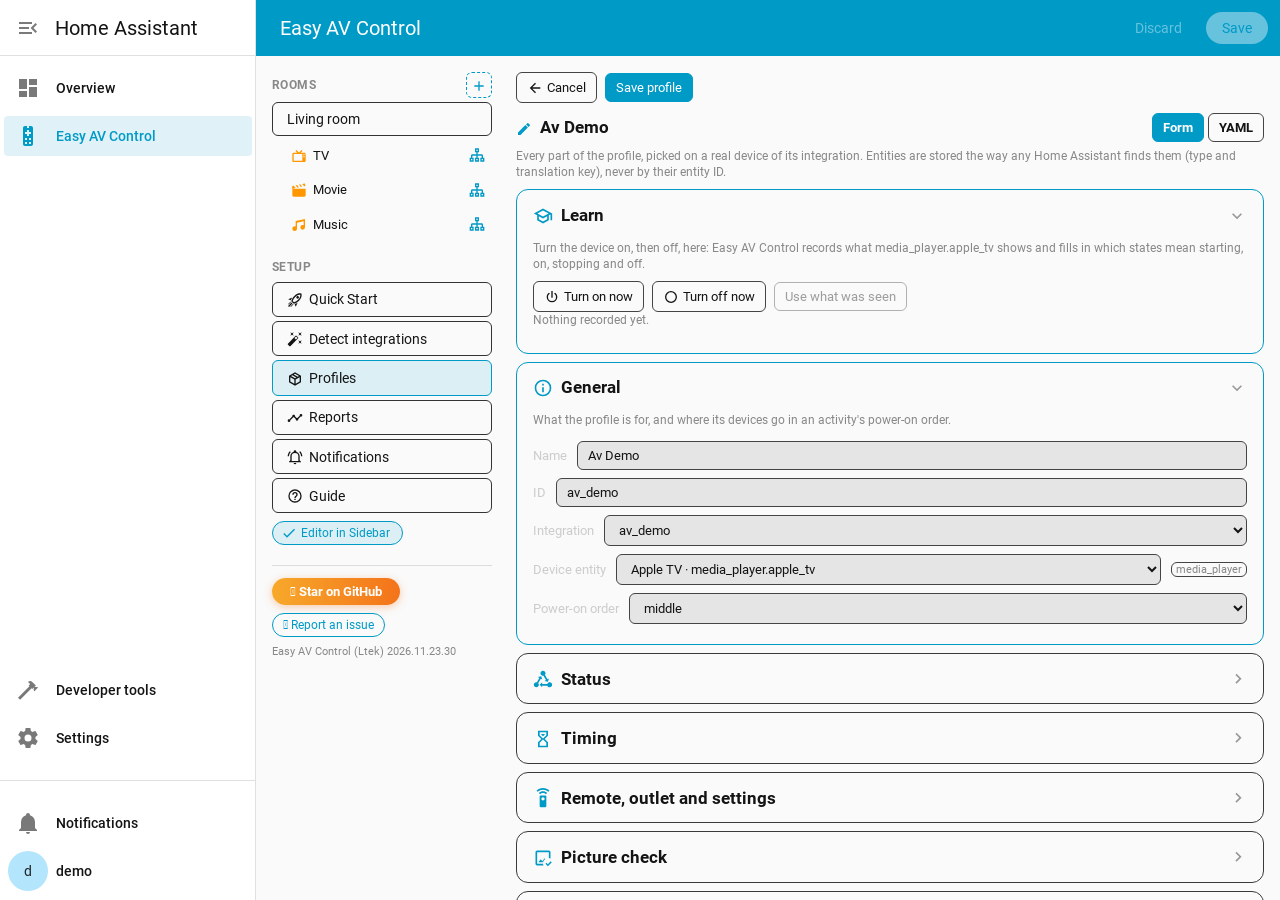 Home Assistant
Easy AV Control
Discard
Save
Overview
Easy AV Control
Developer tools
Settings
Notifications
d
demo
ROOMS
Living room
TV
Movie
Music
SETUP
Quick Start
Detect integrations
Profiles
Reports
Notifications
Guide
Editor in Sidebar
Star on GitHub
Report an issue
Easy AV Control (Ltek) 2026.11.23.30
Cancel
Save profile
Av Demo
Form
YAML
Every part of the profile, picked on a real device of its integration. Entities are stored the way any Home Assistant finds them (type and
translation key), never by their entity ID.
Learn
Turn the device on, then off, here: Easy AV Control records what media_player.apple_tv shows and fills in which states mean starting,
on, stopping and off.
Turn on now
Turn off now
Use what was seen
Nothing recorded yet.
General
What the profile is for, and where its devices go in an activity's power-on order.
Name
Av Demo
ID
av_demo
Integration
av_demo
Device entity
Apple TV · media_player.apple_tv
media_player
Power-on order
middle
Status
Timing
Remote, outlet and settings
Picture check